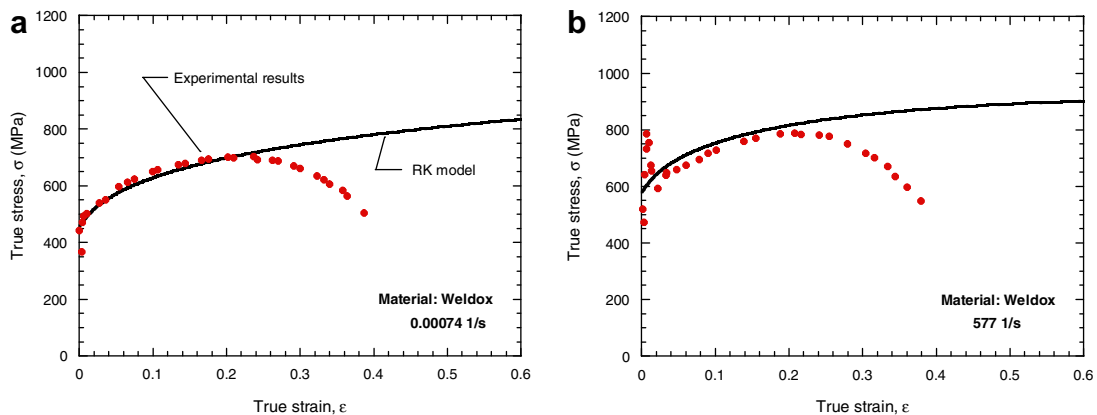 a
1200
1000
800
600
400
200
0
True stress, σ (MPa)
Experimental results
RK model
Material: Weldox
0.00074 1/s
0
0.1
0.2
0.3
0.4
0.5
0.6
True strain, ε
b
1200
1000
800
600
400
200
0
True stress, σ (MPa)
Material: Weldox
577 1/s
0
0.1
0.2
0.3
0.4
0.5
0.6
True strain, ε